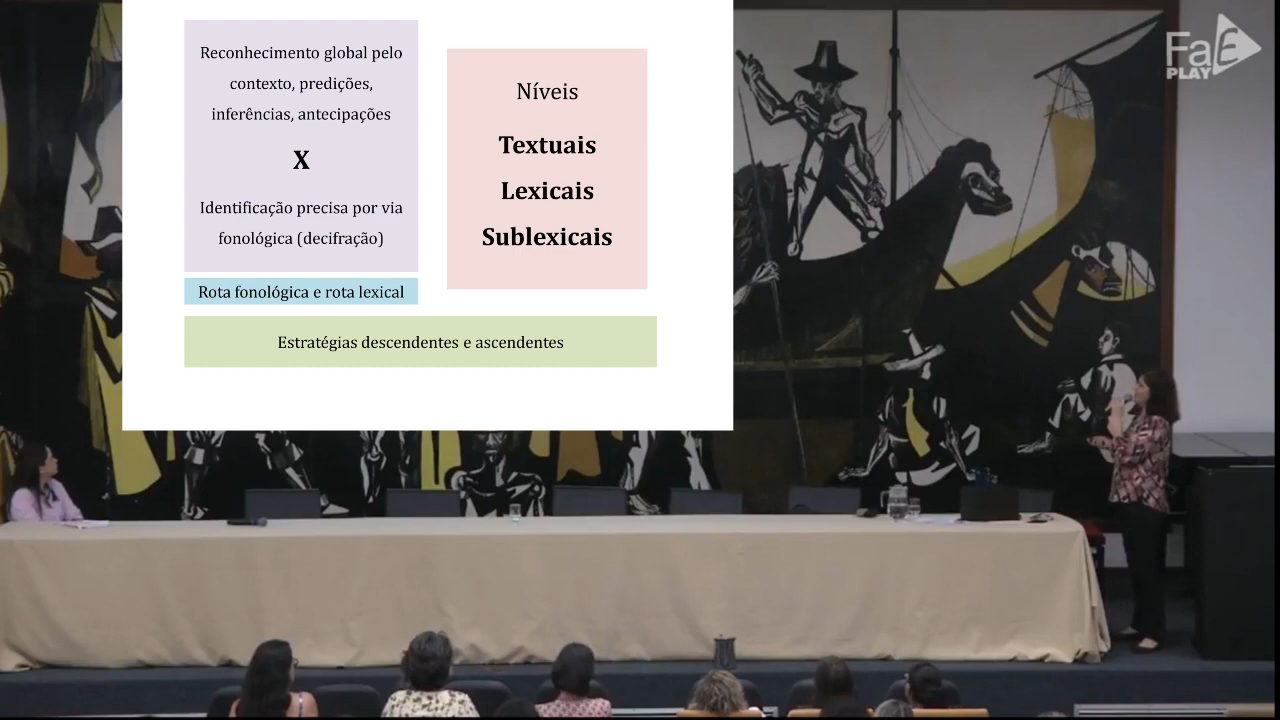 Reconhecimento global pelo
contexto, predições,
inferências, antecipações
X
Identificação precisa por via
fonológica (decifração)
Rota fonológica e rota lexical
Níveis
Textuais
Lexicais
Sublexicais
Estratégias descendentes e ascendentes
FaE
PLAY